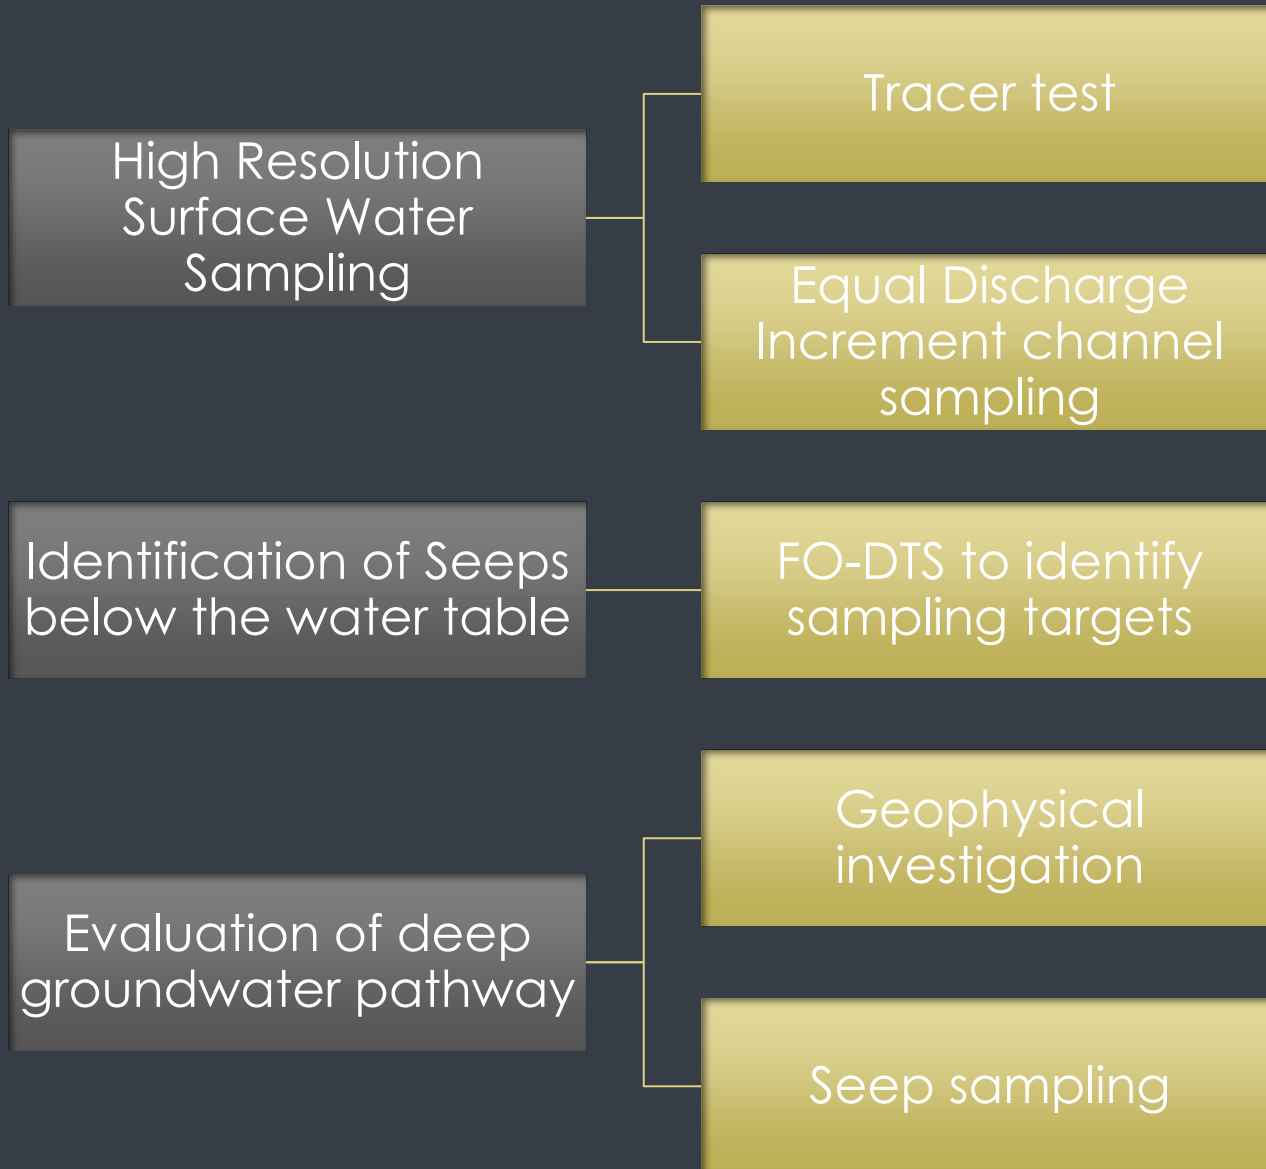 High Resolution
Surface Water
Sampling
Tracer test
Equal Discharge
Increment channel
sampling
Identification of Seeps
below the water table
FO-DTS to identify
sampling targets
Evaluation of deep
groundwater pathway
Geophysical
investigation
Seep sampling